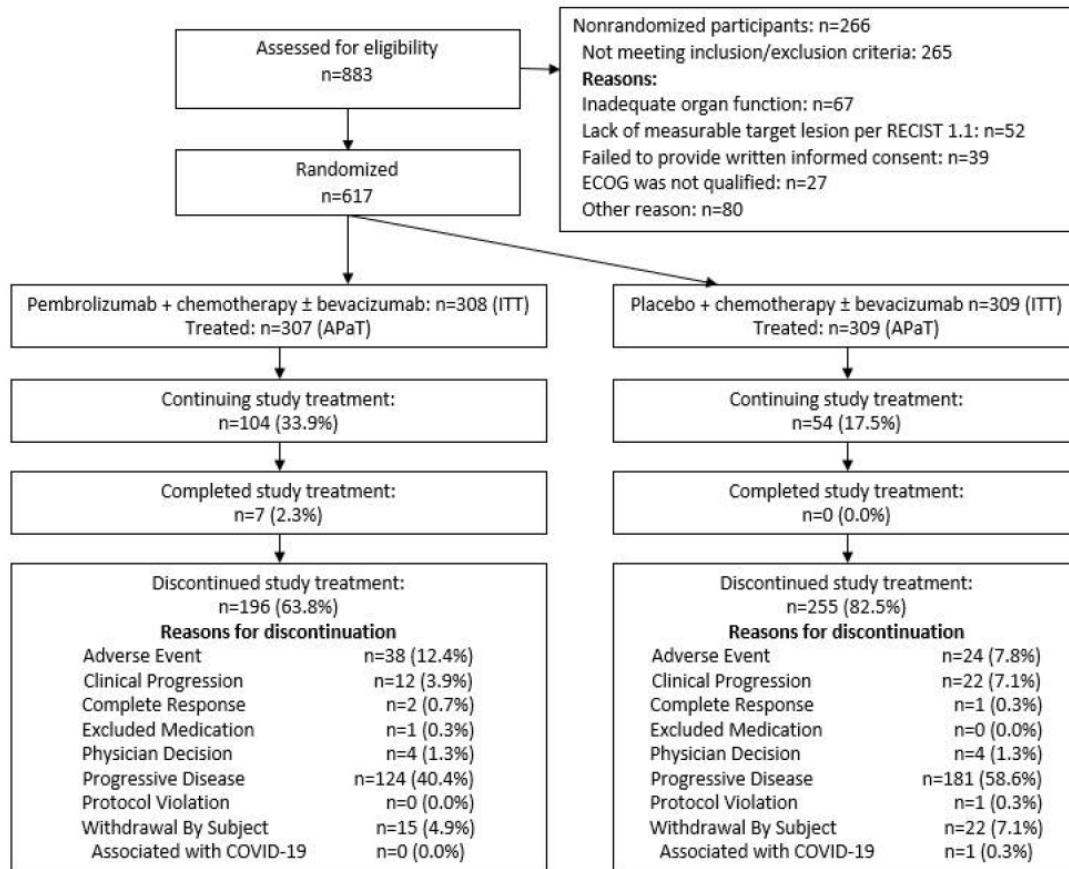 Assessed for eligibility
n=883
Nonrandomized participants: n=266
Not meeting inclusion/exclusion criteria: 265
Reasons:
Inadequate organ function: n=67
Lack of measurable target lesion per RECIST 1.1: n=52
Failed to provide written informed consent: n=39
ECOG was not qualified: n=27
Other reason: n=80
Randomized
n=617
Pembrolizumab + chemotherapy ± bevacizumab: n=308 (ITT)
Treated: n=307 (APaT)
Placebo + chemotherapy ± bevacizumab n=309 (ITT)
Treated: n=309 (APaT)
Continuing study treatment:
n=104 (33.9%)
Continuing study treatment:
n=54 (17.5%)
Completed study treatment:
n=7 (2.3%)
Completed study treatment:
n=0 (0.0%)
Discontinued study treatment:
n=196 (63.8%)
Reasons for discontinuation
Adverse Event n=38 (12.4%)
Clinical Progression n=12 (3.9%)
Complete Response n=2 (0.7%)
Excluded Medication n=1 (0.3%)
Physician Decision n=4 (1.3%)
Progressive Disease n=124 (40.4%)
Protocol Violation n=0 (0.0%)
Withdrawal By Subject n=15 (4.9%)
Associated with COVID-19 n=0 (0.0%)
Discontinued study treatment:
n=255 (82.5%)
Reasons for discontinuation
Adverse Event n=24 (7.8%)
Clinical Progression n=22 (7.1%)
Complete Response n=1 (0.3%)
Excluded Medication n=0 (0.0%)
Physician Decision n=4 (1.3%)
Progressive Disease n=181 (58.6%)
Protocol Violation n=1 (0.3%)
Withdrawal By Subject n=22 (7.1%)
Associated with COVID-19 n=1 (0.3%)